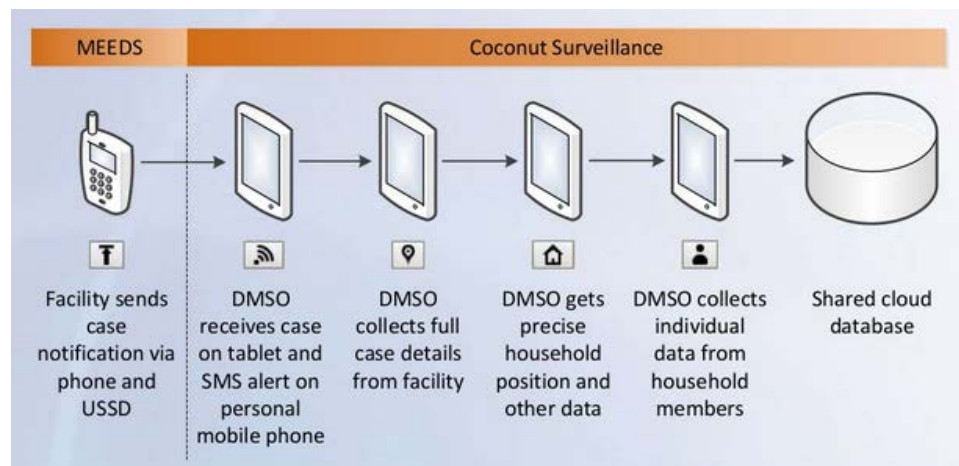 MEEDS
Coconut Surveillance
Facility sends
case
notification via
phone and
USSD
DMSO
receives case
on tablet and
SMS alert on
personal
mobile phone
DMSO
collects full
case details
from facility
DMSO gets
precise
household
position and
other data
DMSO collects
individual
data from
household
members
Shared cloud
database